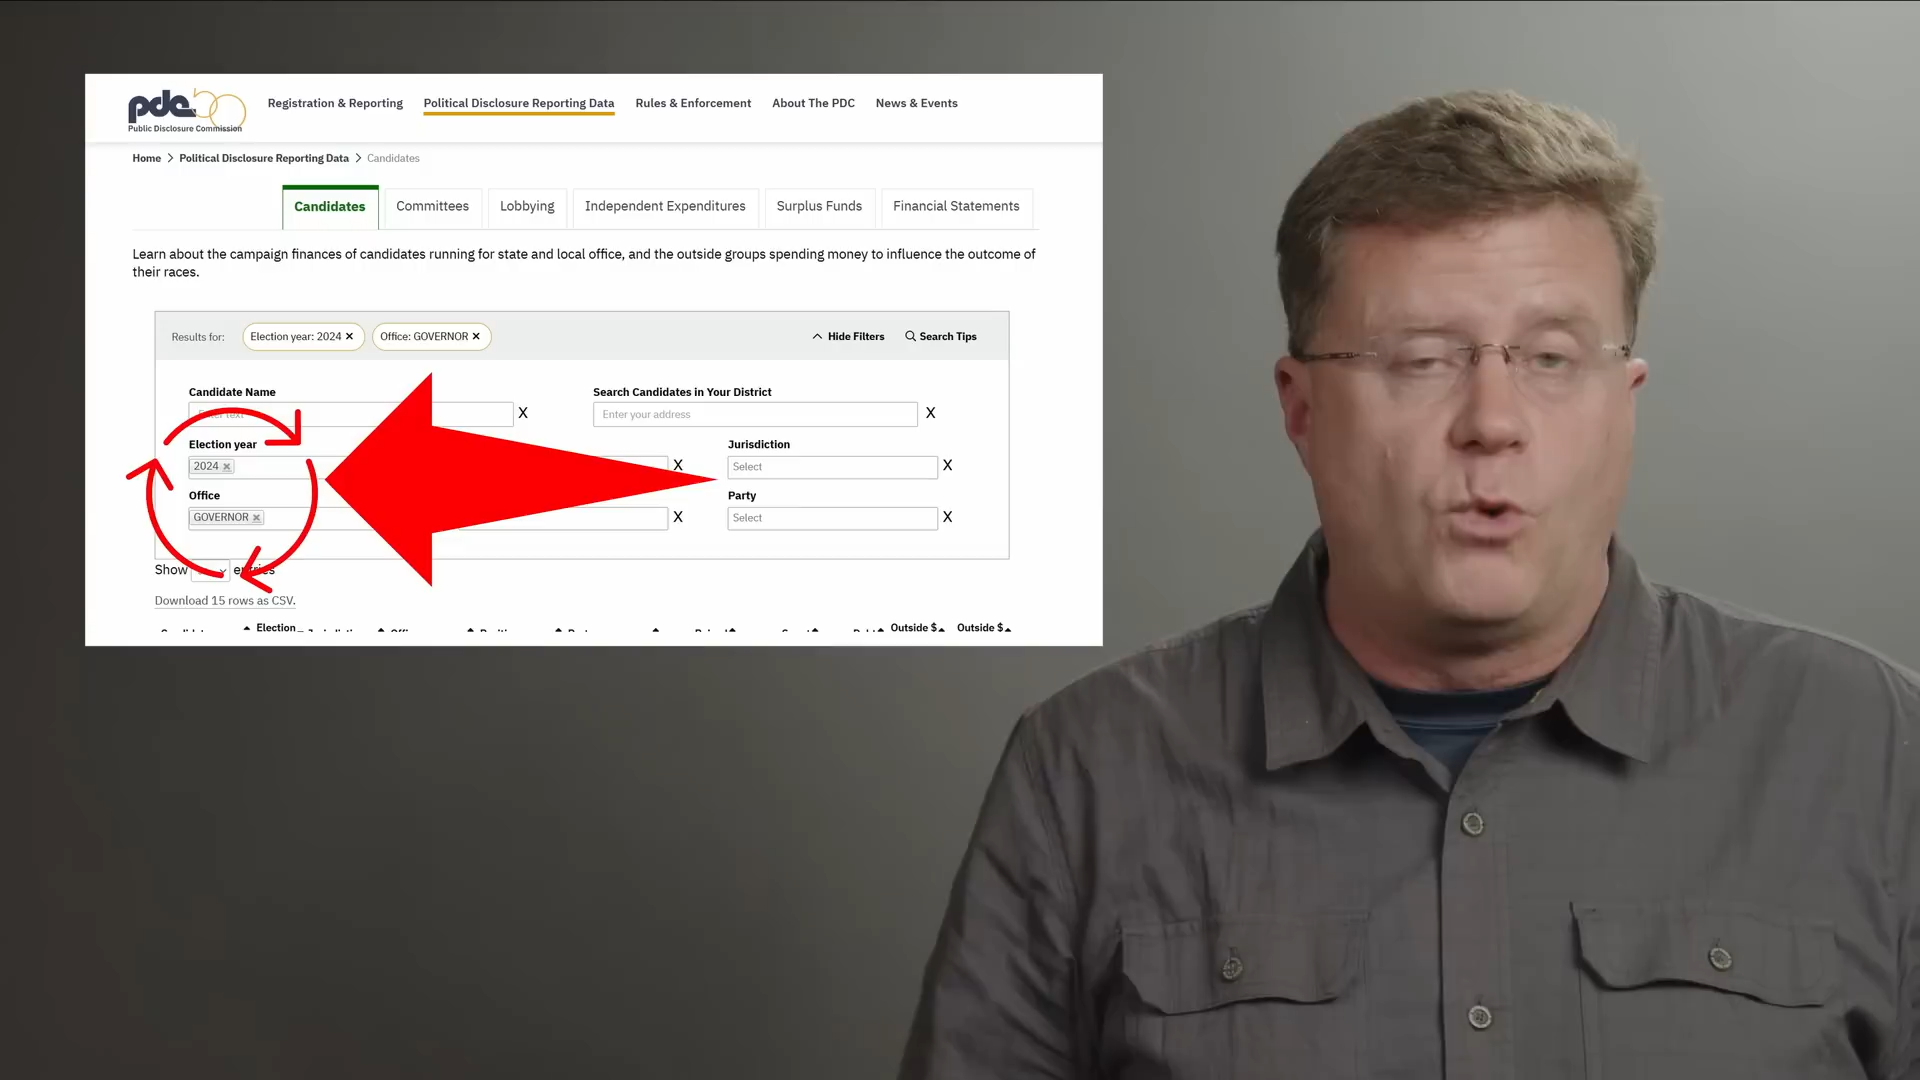 pdc
Public Disclosure Commission
Registration & Reporting
Political Disclosure Reporting Data
Rules & Enforcement
About The PDC
News & Events
Home > Political Disclosure Reporting Data > Candidates
Candidates
Committees
Lobbying
Independent Expenditures
Surplus Funds
Financial Statements
Learn about the campaign finances of candidates running for state and local office, and the outside groups spending money to influence the outcome of
their races.
Results for:
Election year: 2024 ×
Office: GOVERNOR ×
Hide Filters
Search Tips
Candidate Name
Search Candidates in Your District
Enter text
X
Enter your address
X
Election year
Jurisdiction
2024 ×
X
Select
X
Office
Party
GOVERNOR ×
X
Select
X
Show
entries
Download 15 rows as CSV.
Election
Outside $
Outside $